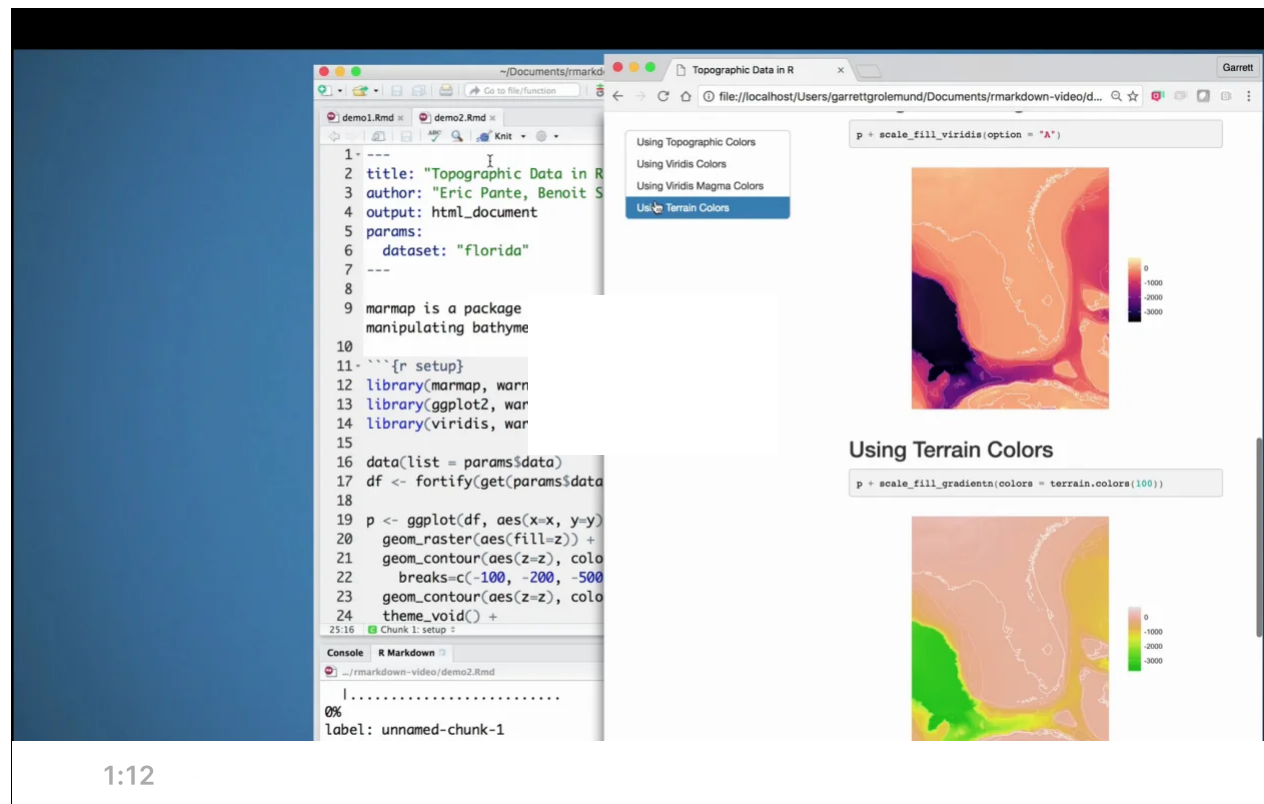 ~/Documents/rmarkd
Go to file/function
demo1.Rmd × demo2.Rmd ×
ABC Knit
1 ---
2 title: "Topographic Data in R
3 author: "Eric Pante, Benoit S
4 output: html_document
5 params:
6 dataset: "florida"
7 ---
8
9 marmap is a package
manipulating bathyme
10
11 ```{r setup}
12 library(marmap, warn
13 library(ggplot2, war
14 library(viridis, war
15
16 data(list = params$data)
17 df <- fortify(get(params$data
18
19 p <- ggplot(df, aes(x=x, y=y)
20 geom_raster(aes(fill=z)) +
21 geom_contour(aes(z=z), colo
22 breaks=c(-100, -200, -500
23 geom_contour(aes(z=z), colo
24 theme_void() +
25:16 C Chunk 1: setup
Console R Markdown
.../rmarkdown-video/demo2.Rmd
|..........................
0%
label: unnamed-chunk-1
Topographic Data in R ×
Garrett
file://localhost/Users/garrettgrolemund/Documents/rmarkdown-video/d...
Using Topographic Colors
Using Viridis Colors
Using Viridis Magma Colors
Using Terrain Colors
p + scale_fill_viridis(option = "A")
0
-1000
-2000
-3000
Using Terrain Colors
p + scale_fill_gradientn(colors = terrain.colors(100))
0
-1000
-2000
-3000
1:12